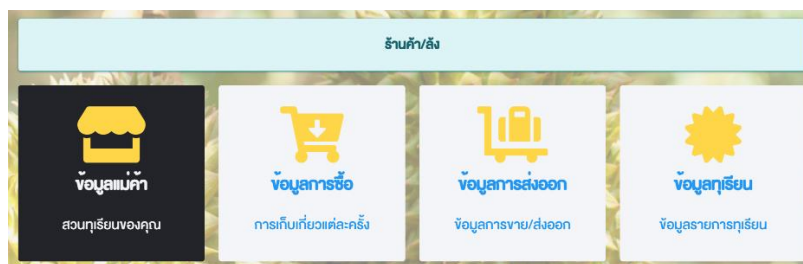 ร้านค้า/ล้ง
ข้อมูลแม่ค้า
สวนทุเรียนของคุณ
ข้อมูลการซื้อ
การเก็บเกี่ยวแต่ละครั้ง
ข้อมูลการส่งออก
ข้อมูลการขาย/ส่งออก
ข้อมูลทุเรียน
ข้อมูลรายการทุเรียน